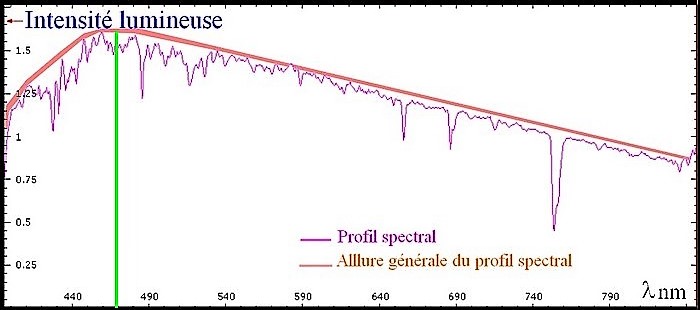 Intensité lumineuse
1.5
1.25
1
0.75
0.5
0.25
Profil spectral
Alllure générale du profil spectral
440 490 540 590 640 690 740 790 λ nm